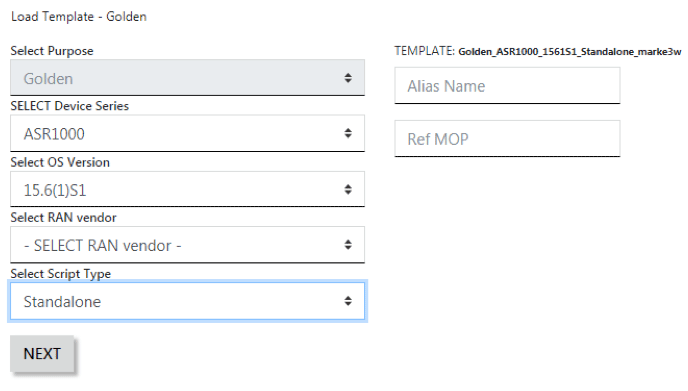 Load Template - Golden
Select Purpose
Golden
SELECT Device Series
ASR1000
Select OS Version
15.6(1)S1
Select RAN vendor
- SELECT RAN vendor -
Select Script Type
Standalone
NEXT
TEMPLATE: Golden_ASR1000_1561S1_Standalone_marke3w
Alias Name
Ref MOP